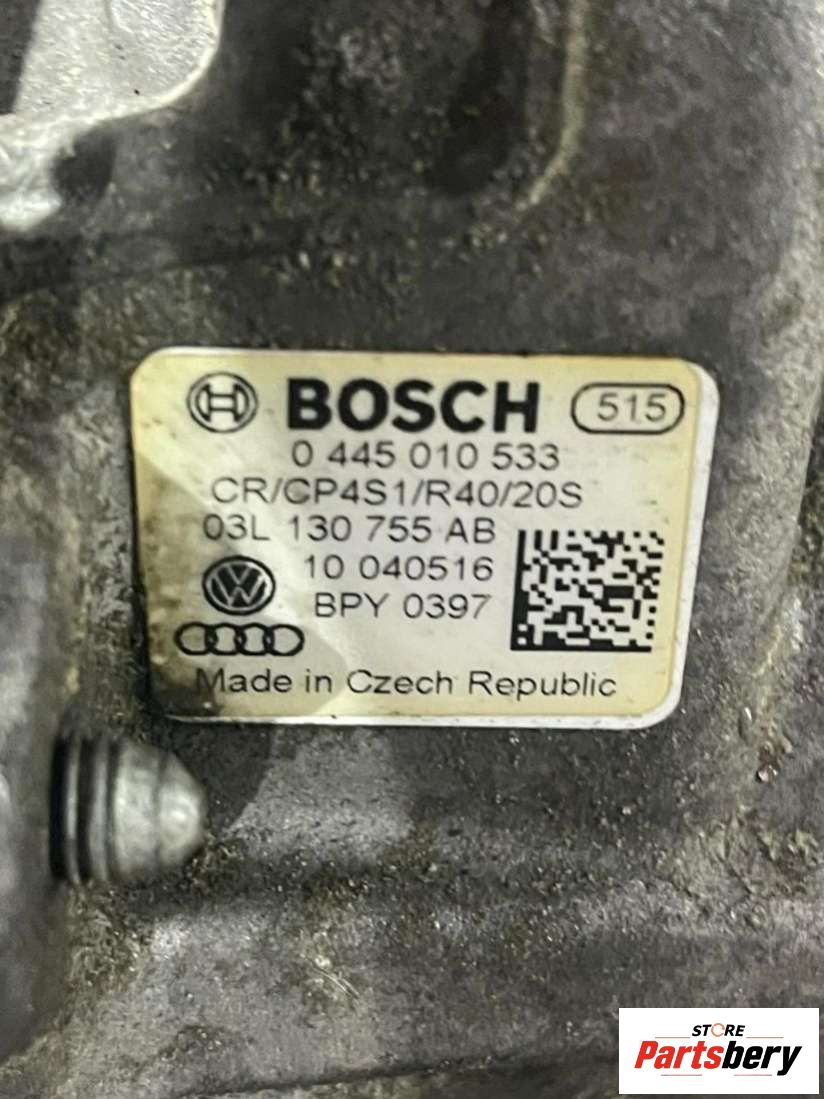 BOSCH 515
0 445 010 533
CR/CP4S1/R40/20S
03L 130 755 AB
10 040516
BPY 0397
Made in Czech Republic
STORE
Partsbery